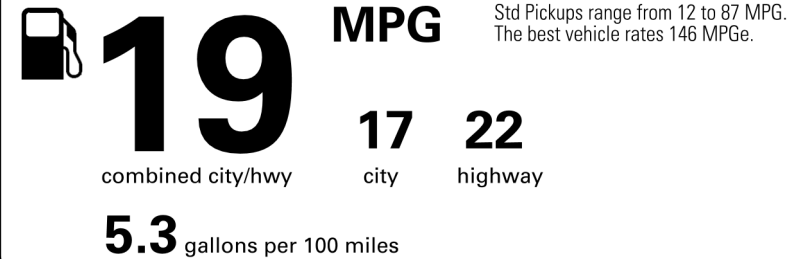 19
MPG
Std Pickups range from 12 to 87 MPG.
The best vehicle rates 146 MPGe.
17 22
combined city/hwy city highway
5.3 gallons per 100 miles